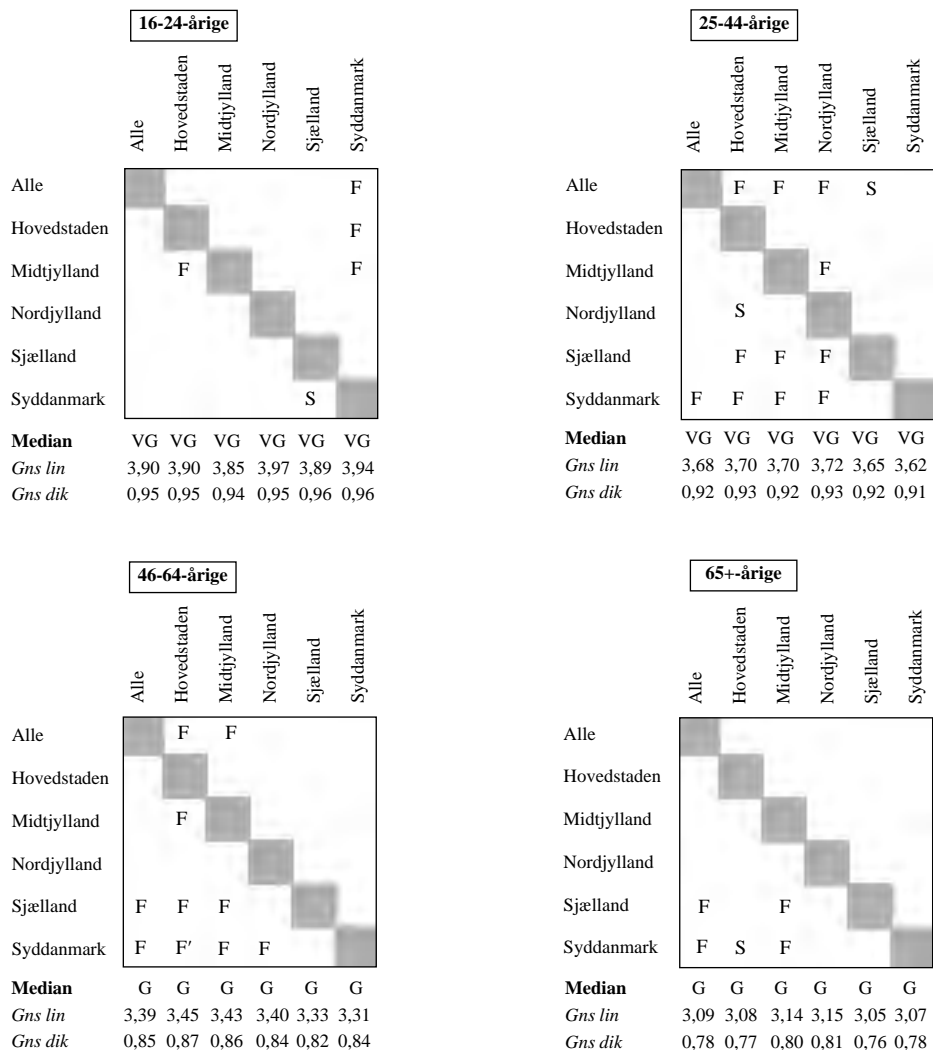 16-24-årige
Alle Hovedstaden Midtjylland Nordjylland Sjælland Syddanmark
Alle F
Hovedstaden F
Midtjylland F F
Nordjylland
Sjælland
Syddanmark S
Median VG VG VG VG VG VG
Gns lin 3,90 3,90 3,85 3,97 3,89 3,94
Gns dik 0,95 0,95 0,94 0,95 0,96 0,96
25-44-årige
Alle Hovedstaden Midtjylland Nordjylland Sjælland Syddanmark
Alle F F F S
Hovedstaden
Midtjylland F
Nordjylland S
Sjælland F F F
Syddanmark F F F F
Median VG VG VG VG VG VG
Gns lin 3,68 3,70 3,70 3,72 3,65 3,62
Gns dik 0,92 0,93 0,92 0,93 0,92 0,91
46-64-årige
Alle Hovedstaden Midtjylland Nordjylland Sjælland Syddanmark
Alle F F
Hovedstaden
Midtjylland F
Nordjylland
Sjælland F F F
Syddanmark F F' F F
Median G G G G G G
Gns lin 3,39 3,45 3,43 3,40 3,33 3,31
Gns dik 0,85 0,87 0,86 0,84 0,82 0,84
65+-årige
Alle Hovedstaden Midtjylland Nordjylland Sjælland Syddanmark
Alle
Hovedstaden
Midtjylland
Nordjylland
Sjælland F F
Syddanmark F S F
Median G G G G G G
Gns lin 3,09 3,08 3,14 3,15 3,05 3,07
Gns dik 0,78 0,77 0,80 0,81 0,76 0,78